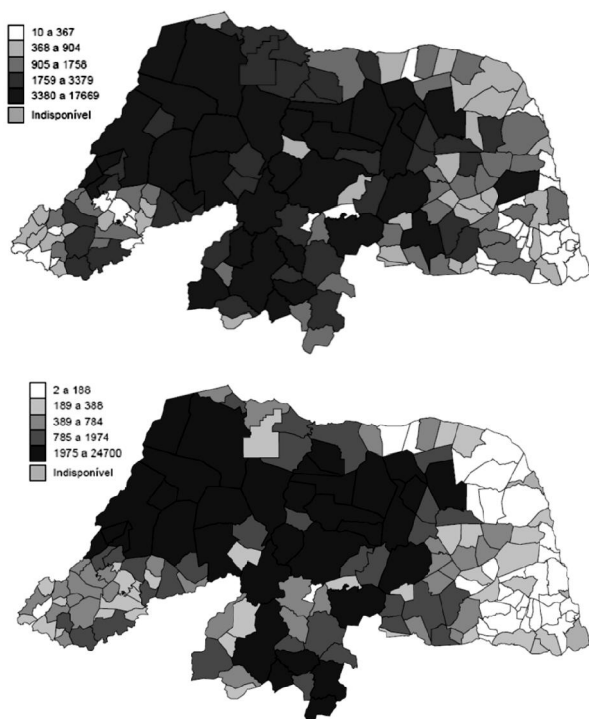 10 a 367
368 a 904
905 a 1758
1759 a 3379
3380 a 17669
Indisponível
2 a 188
189 a 388
389 a 784
785 a 1974
1975 a 24700
Indisponível